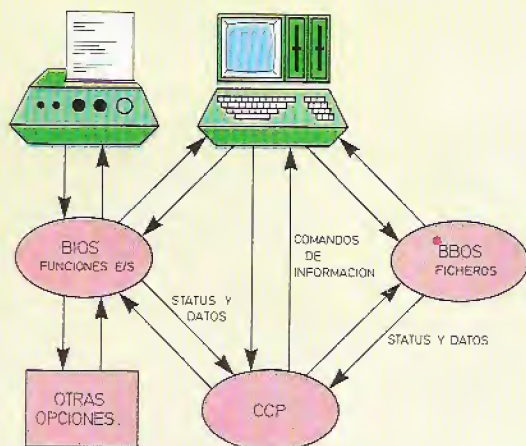 BIOS
FUNCIONES E/S
COMANDOS
DE
INFORMACION
BBOS
FICHEROS
STATUS Y
DATOS
STATUS Y DATOS
OTRAS
OPCIONES.
CCP